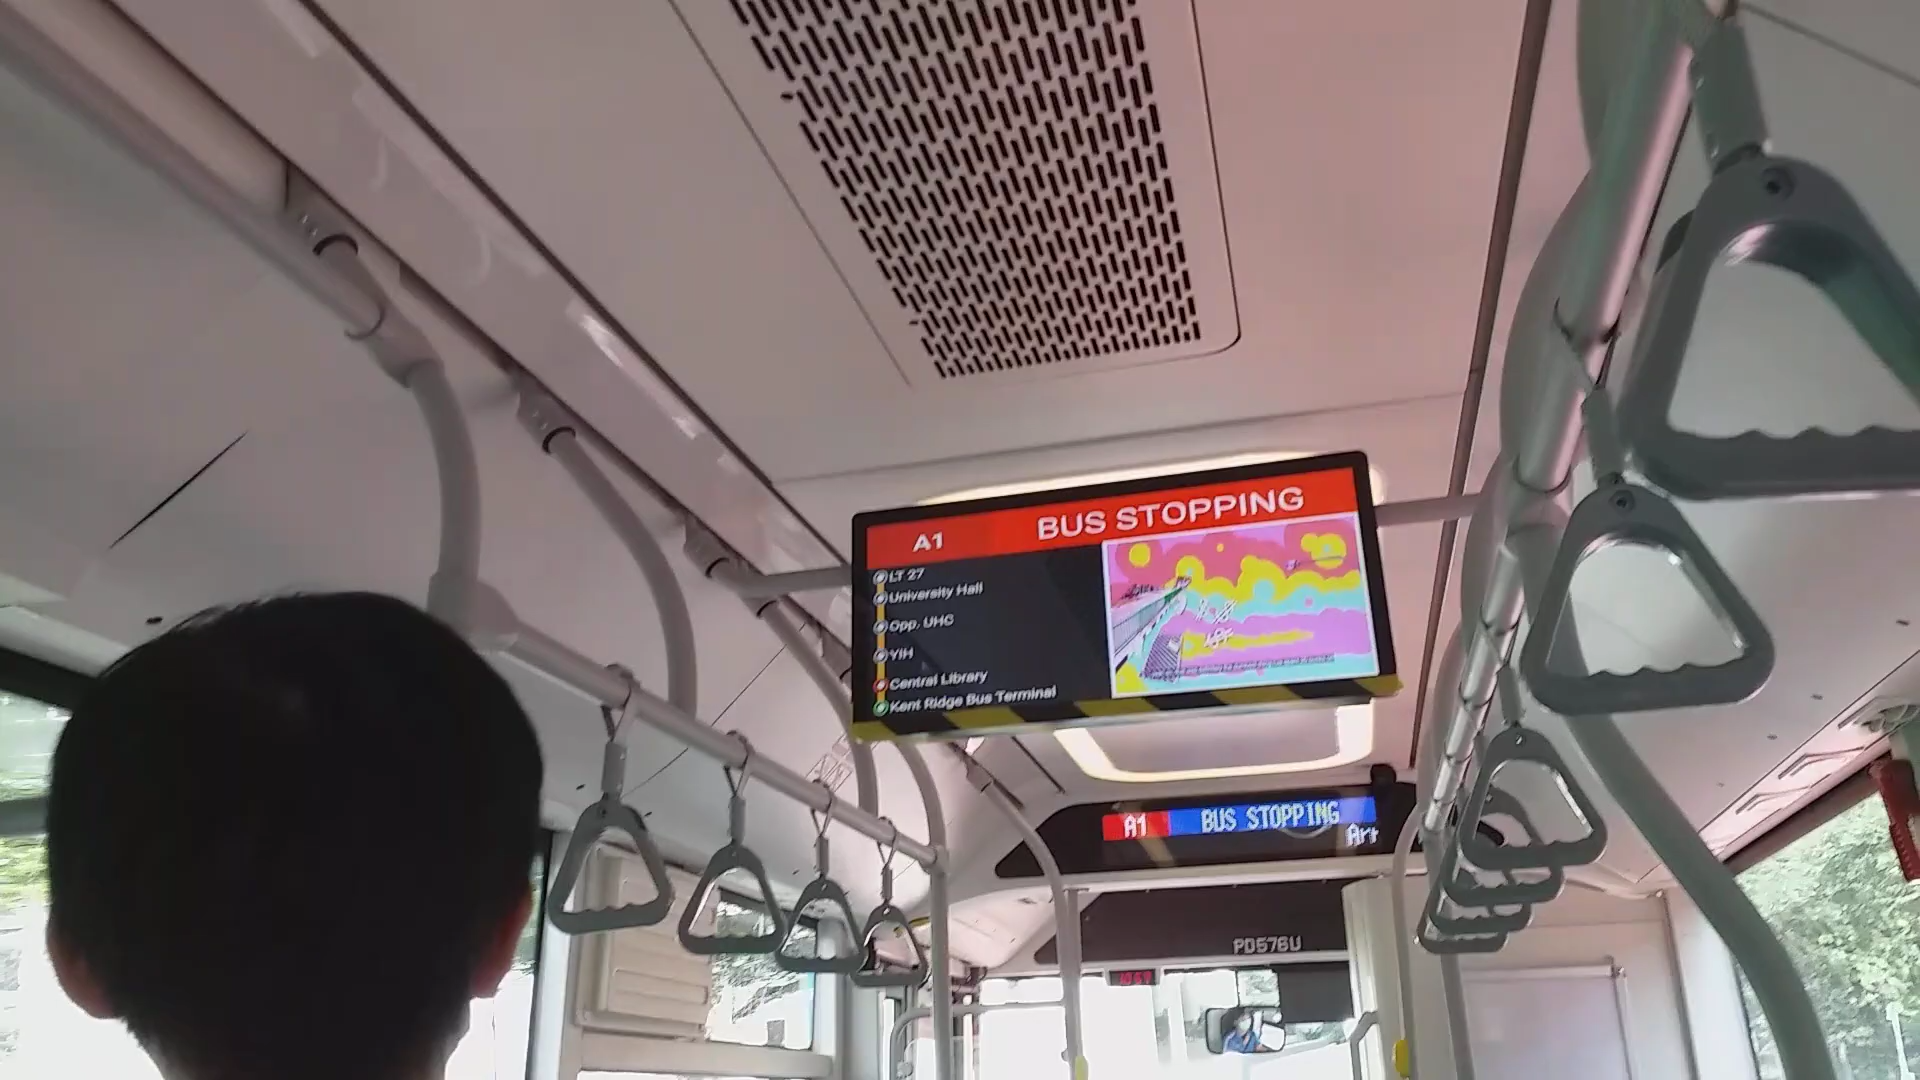 A1 BUS STOPPING
LT 27
University Hall
Opp. UHC
YIH
Central Library
Kent Ridge Bus Terminal
A1 BUS STOPPING
Arr
PD576U